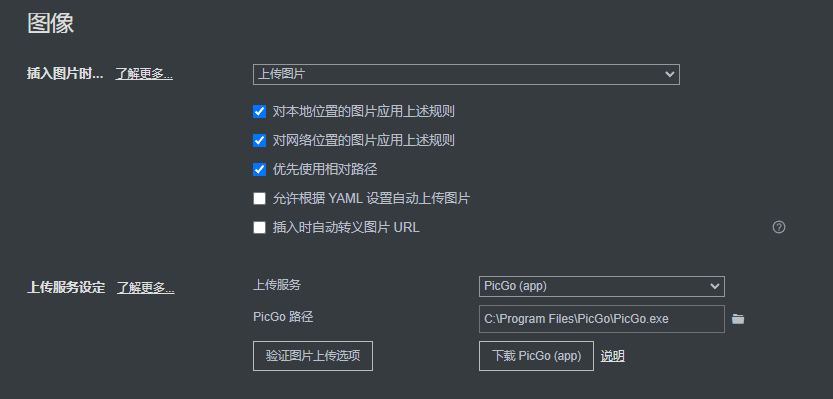 图像
插入图片时... 了解更多...
上传图片
对本地位置的图片应用上述规则
对网络位置的图片应用上述规则
优先使用相对路径
允许根据 YAML 设置自动上传图片
插入时自动转义图片 URL
上传服务设定 了解更多...
上传服务 PicGo (app)
PicGo 路径 C:\Program Files\PicGo\PicGo.exe
验证图片上传选项 下载 PicGo (app) 说明